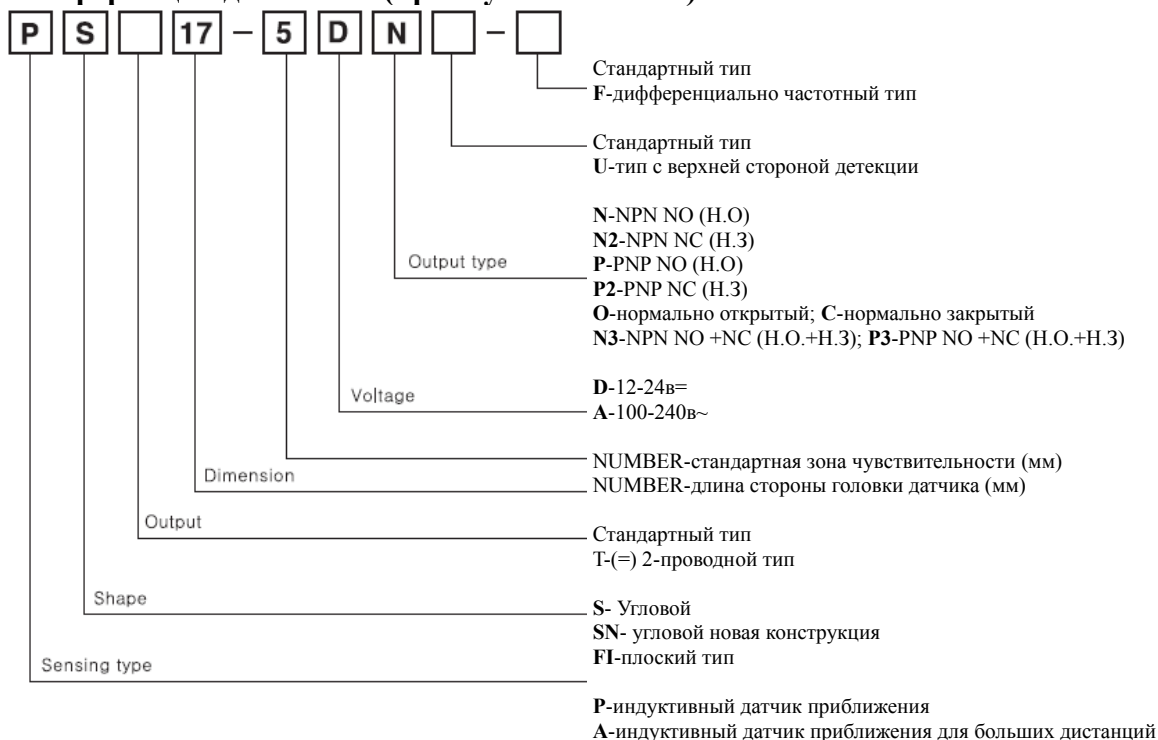 P S 17 – 5 D N –
Стандартный тип
F-дифференциально частотный тип
Стандартный тип
U-тип с верхней стороной детекции
N-NPN NO (Н.О)
N2-NPN NC (Н.З)
Output type
P-PNP NO (Н.О)
P2-PNP NC (Н.З)
O-нормально открытый; C-нормально закрытый
N3-NPN NO +NC (Н.О.+Н.З); P3-PNP NO +NC (Н.О.+Н.З)
Voltage
D-12-24в=
A-100-240в~
NUMBER-стандартная зона чувствительности (мм)
Dimension
NUMBER-длина стороны головки датчика (мм)
Output
Стандартный тип
T-(=) 2-проводной тип
Shape
S- Угловой
SN- угловой новая конструкция
FI-плоский тип
Sensing type
P-индуктивный датчик приближения
A-индуктивный датчик приближения для больших дистанций